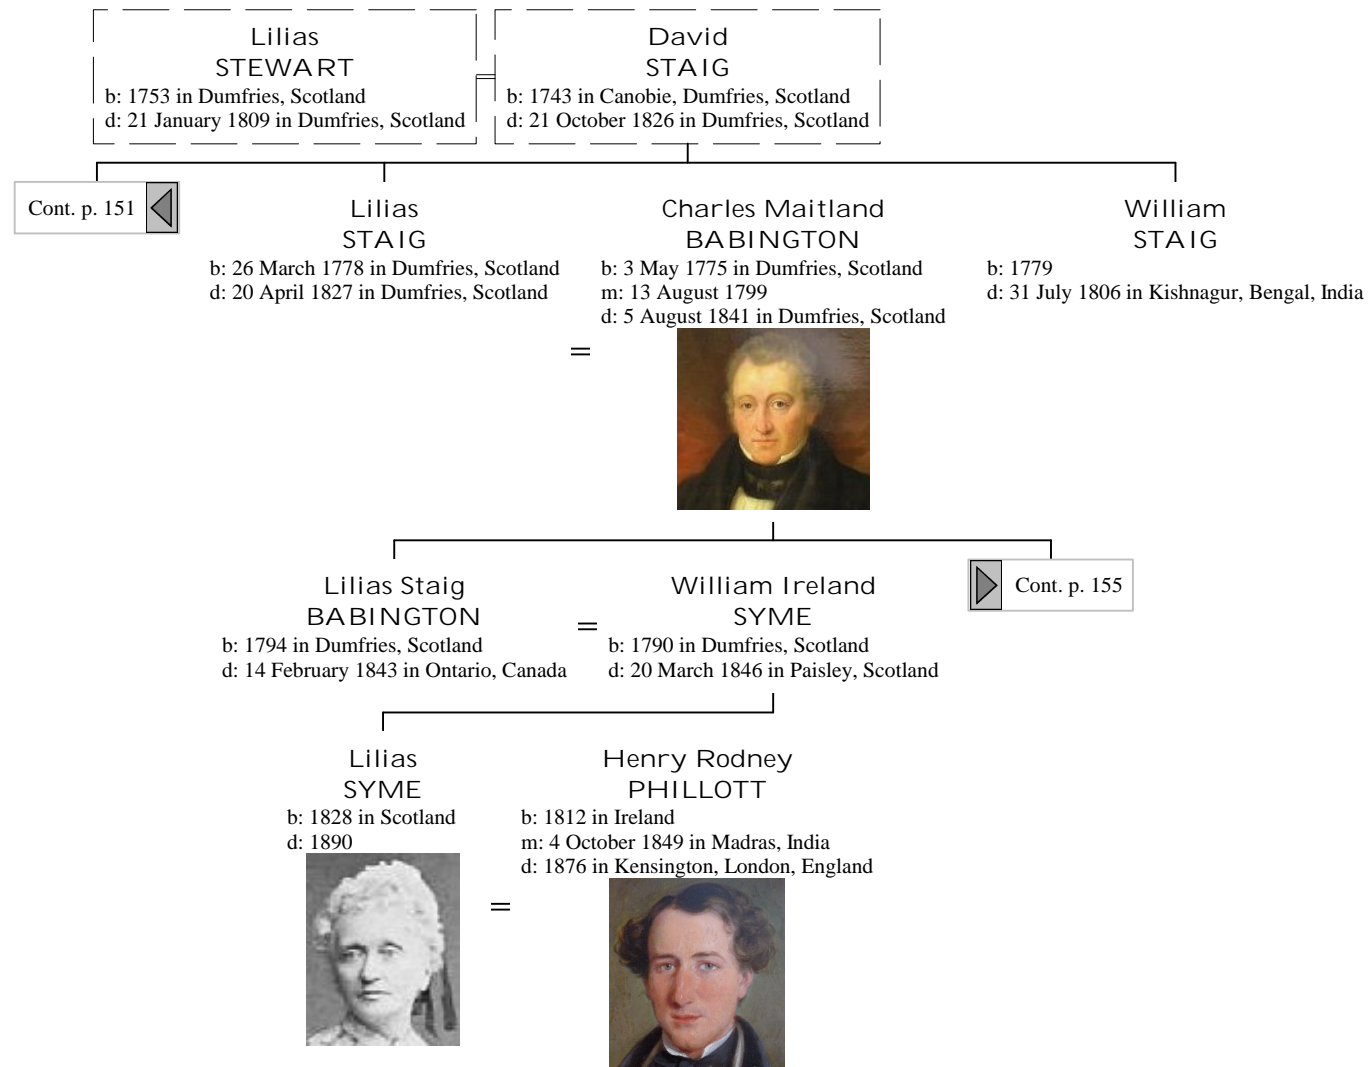 Lilias
STEWART
b: 1753 in Dumfries, Scotland
d: 21 January 1809 in Dumfries, Scotland
David
STAIG
b: 1743 in Canobie, Dumfries, Scotland
d: 21 October 1826 in Dumfries, Scotland
=
Cont. p. 151
Lilias
STAIG
b: 26 March 1778 in Dumfries, Scotland
d: 20 April 1827 in Dumfries, Scotland
=
Charles Maitland
BABINGTON
b: 3 May 1775 in Dumfries, Scotland
m: 13 August 1799
d: 5 August 1841 in Dumfries, Scotland
William
STAIG
b: 1779
d: 31 July 1806 in Kishnagur, Bengal, India
Lilias Staig
BABINGTON
b: 1794 in Dumfries, Scotland
d: 14 February 1843 in Ontario, Canada
=
William Ireland
SYME
b: 1790 in Dumfries, Scotland
d: 20 March 1846 in Paisley, Scotland
Cont. p. 155
Lilias
SYME
b: 1828 in Scotland
d: 1890
=
Henry Rodney
PHILLOTT
b: 1812 in Ireland
m: 4 October 1849 in Madras, India
d: 1876 in Kensington, London, England